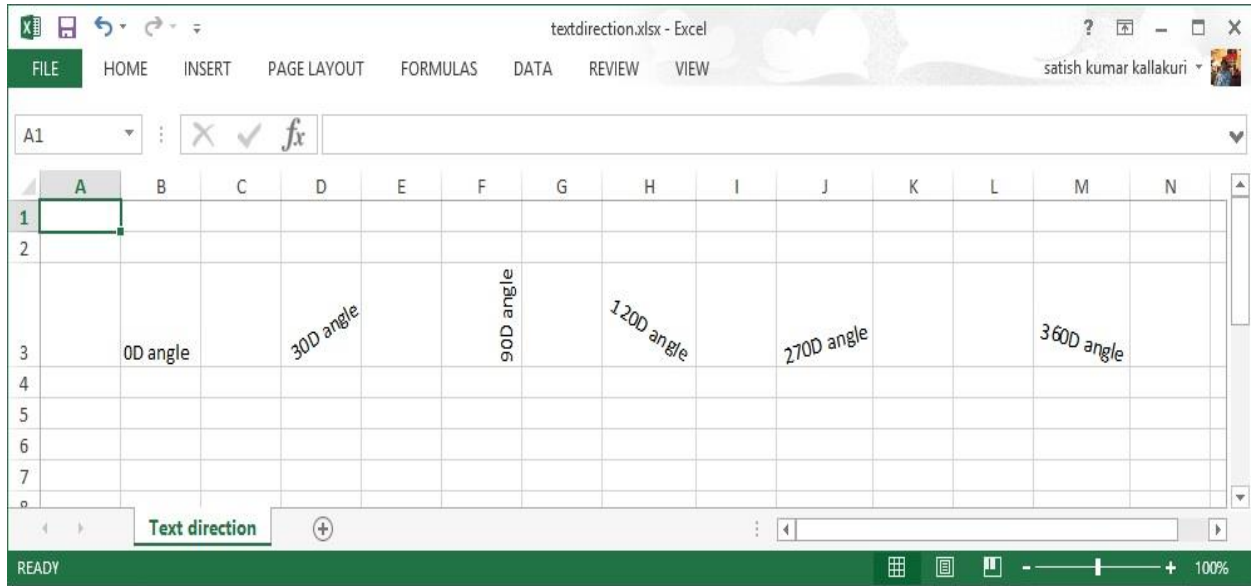 textdirection.xlsx - Excel
FILE HOME INSERT PAGE LAYOUT FORMULAS DATA REVIEW VIEW satish kumar kallakuri
A1 fx
A B C D E F G H I J K L M N
1
2
3 0D angle 30D angle 90D angle 120D angle 270D angle 360D angle
4
5
6
7
8
Text direction
READY 100%